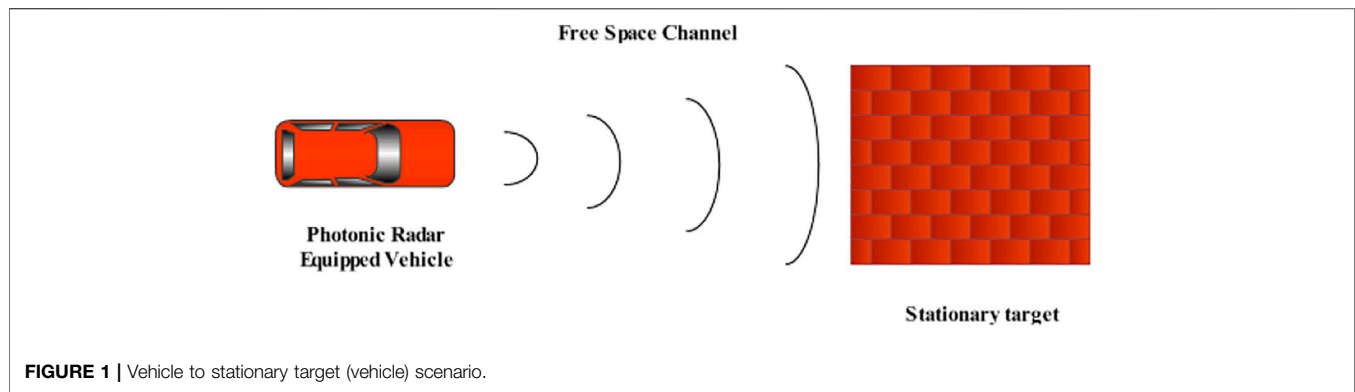 Free Space Channel
Photonic Radar
Equipped Vehicle
Stationary target
FIGURE 1 | Vehicle to stationary target (vehicle) scenario.